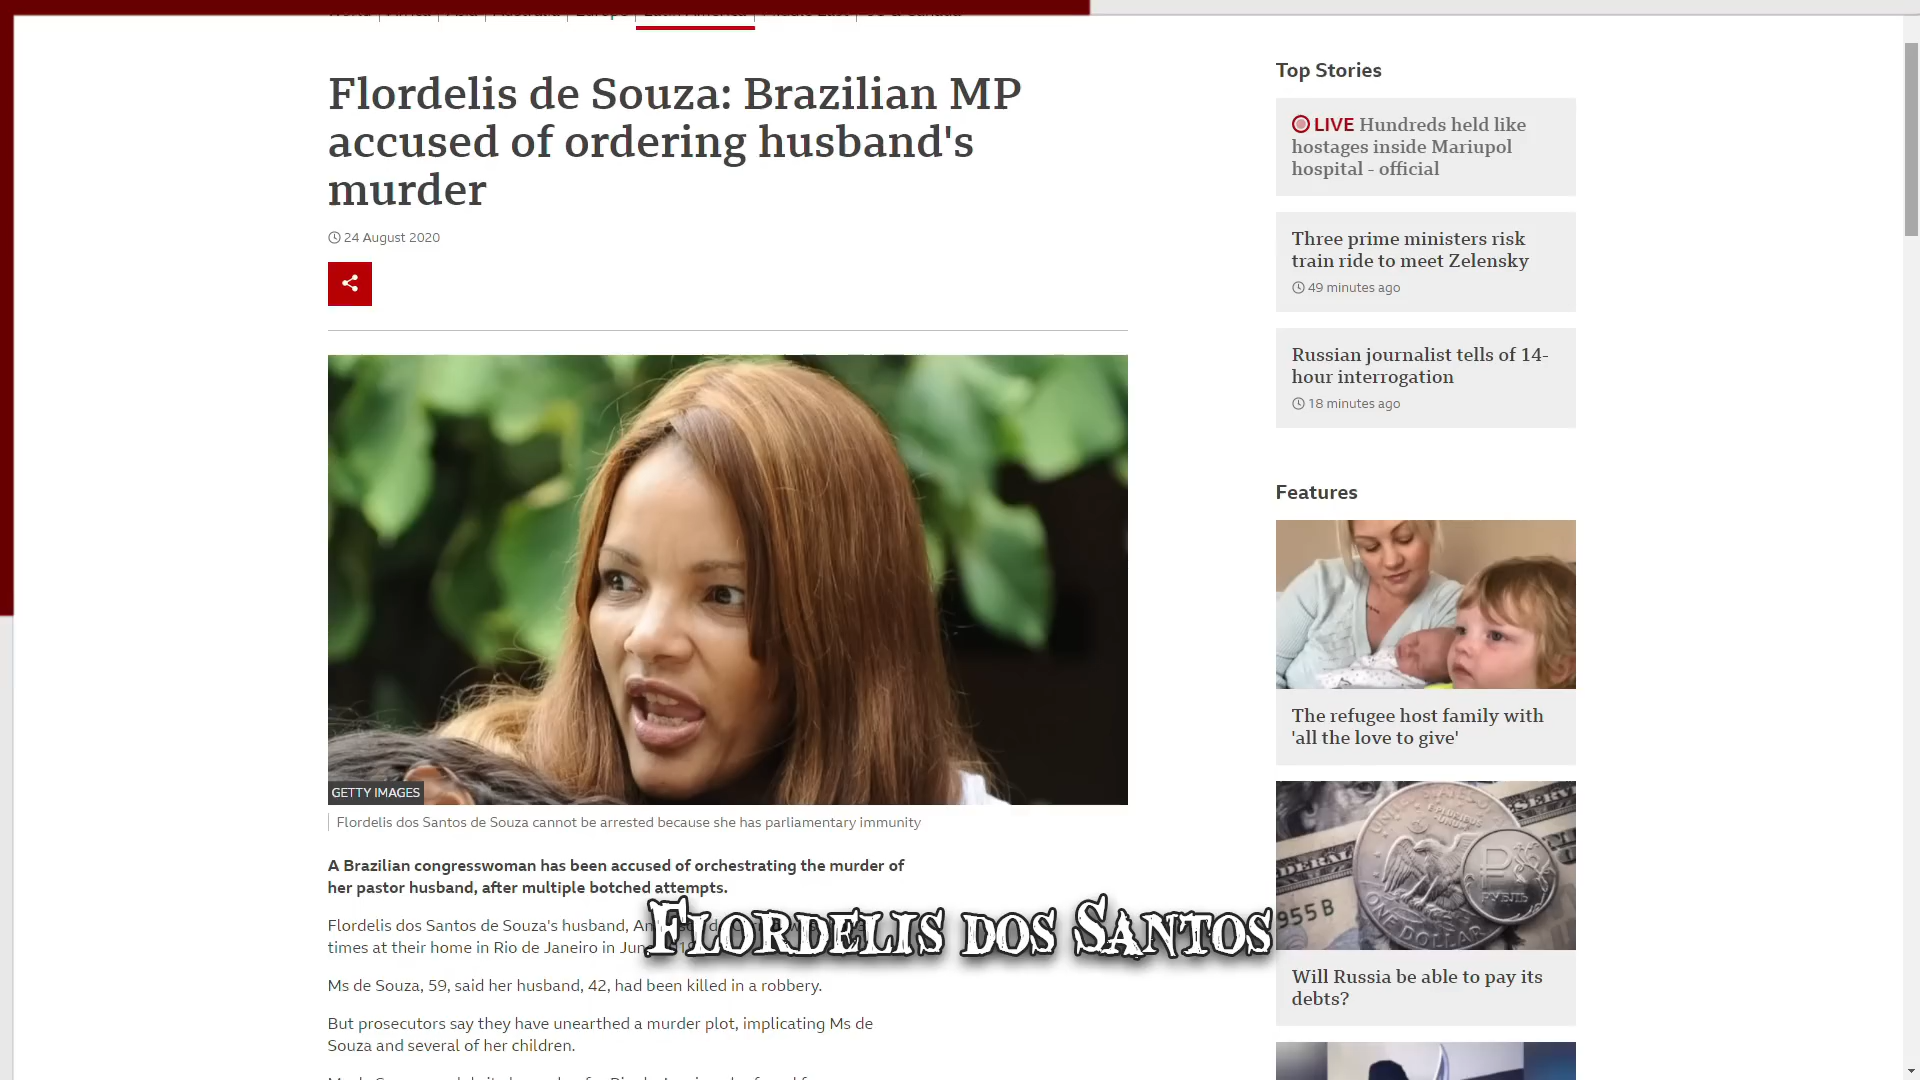 Flordelis de Souza: Brazilian MP
accused of ordering husband's
murder
24 August 2020
GETTY IMAGES
Flordelis dos Santos de Souza cannot be arrested because she has parliamentary immunity
A Brazilian congresswoman has been accused of orchestrating the murder of
her pastor husband, after multiple botched attempts.
Flordelis dos Santos de Souza's husband,
times at their home in Rio de Janeiro in
Flordelis dos Santos
Ms de Souza, 59, said her husband, 42, had been killed in a robbery.
But prosecutors say they have unearthed a murder plot, implicating Ms de
Souza and several of her children.
Top Stories
LIVE Hundreds held like
hostages inside Mariupol
hospital - official
Three prime ministers risk
train ride to meet Zelensky
49 minutes ago
Russian journalist tells of 14-
hour interrogation
18 minutes ago
Features
The refugee host family with
'all the love to give'
ONE DOLLAR
РУБЛЬ
955 B
Will Russia be able to pay its
debts?